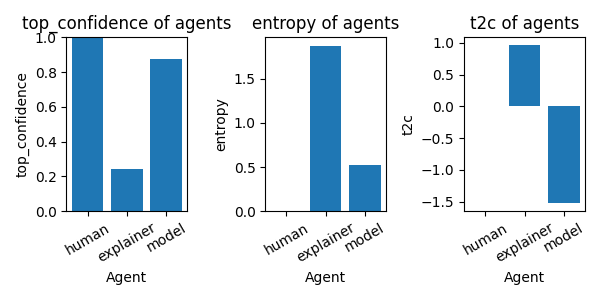 top_confidence of agents
top_confidence
1.0
0.8
0.6
0.4
0.2
0.0
human
explainer
model
Agent
entropy of agents
entropy
1.5
1.0
0.5
0.0
human
explainer
model
Agent
t2c of agents
t2c
1.0
0.5
0.0
−0.5
−1.0
−1.5
human
explainer
model
Agent